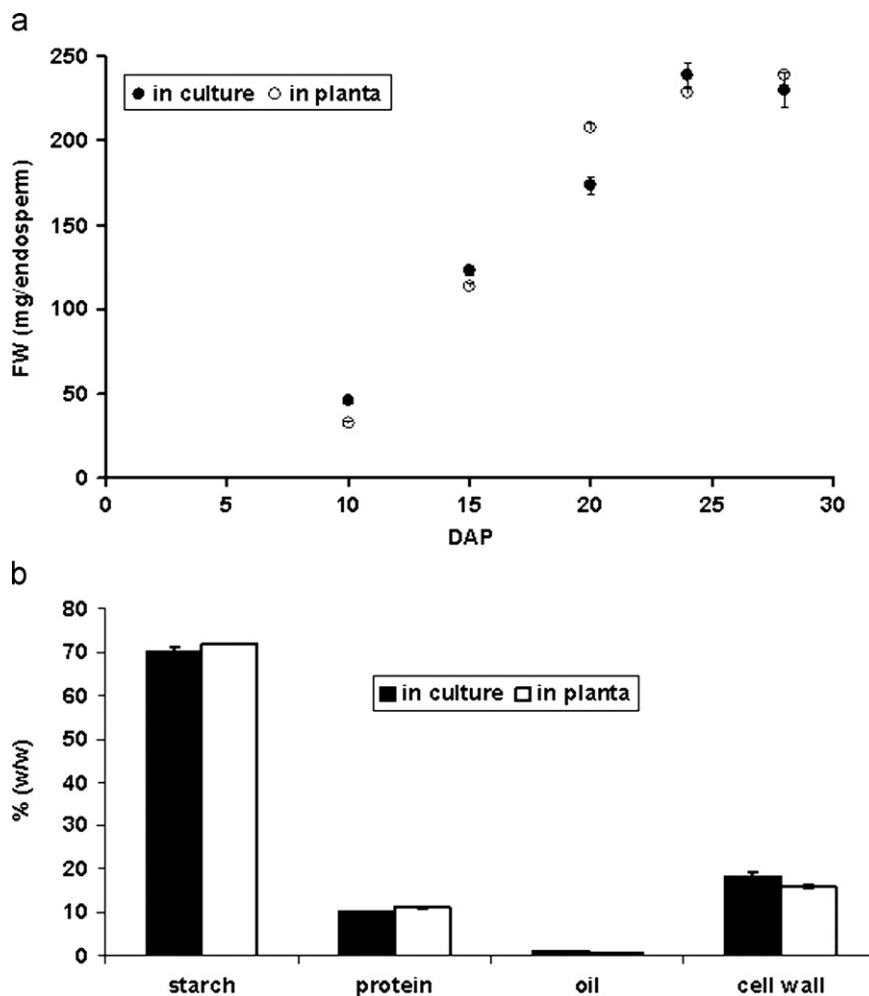 a
250
in culture in planta
200
150
100
50
0
FW (mg/endosperm)
0 5 10 15 20 25 30
DAP
b
80
70
in culture in planta
60
50
40
30
20
10
0
% (w/w)
starch protein oil cell wall